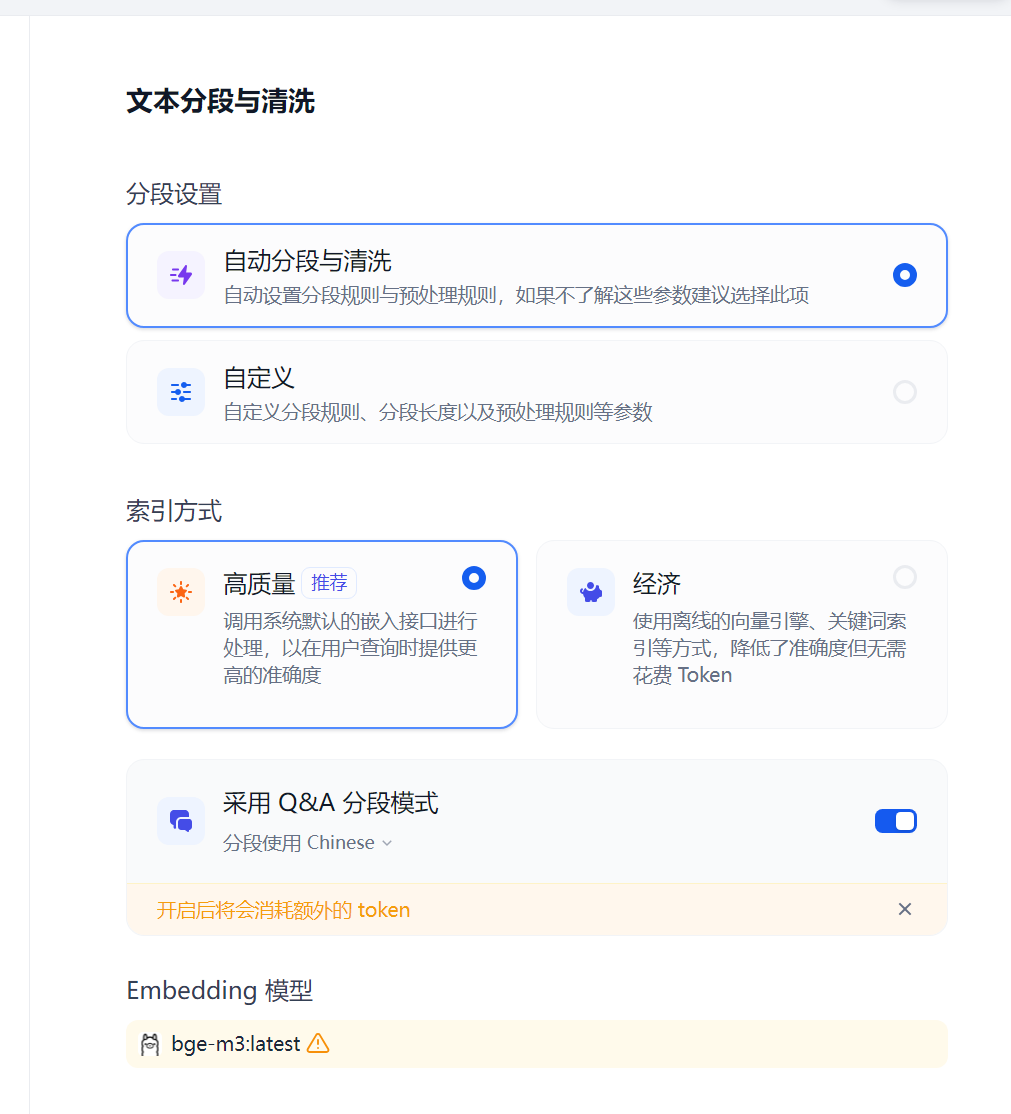 文本分段与清洗
分段设置
自动分段与清洗
自动设置分段规则与预处理规则，如果不了解这些参数建议选择此项
自定义
自定义分段规则、分段长度以及预处理规则等参数
索引方式
高质量 推荐
调用系统默认的嵌入接口进行
处理，以在用户查询时提供更
高的准确度
经济
使用离线的向量引擎、关键词索
引等方式，降低了准确度但无需
花费 Token
采用 Q&A 分段模式
分段使用 Chinese
开启后将会消耗额外的 token
Embedding 模型
bge-m3:latest